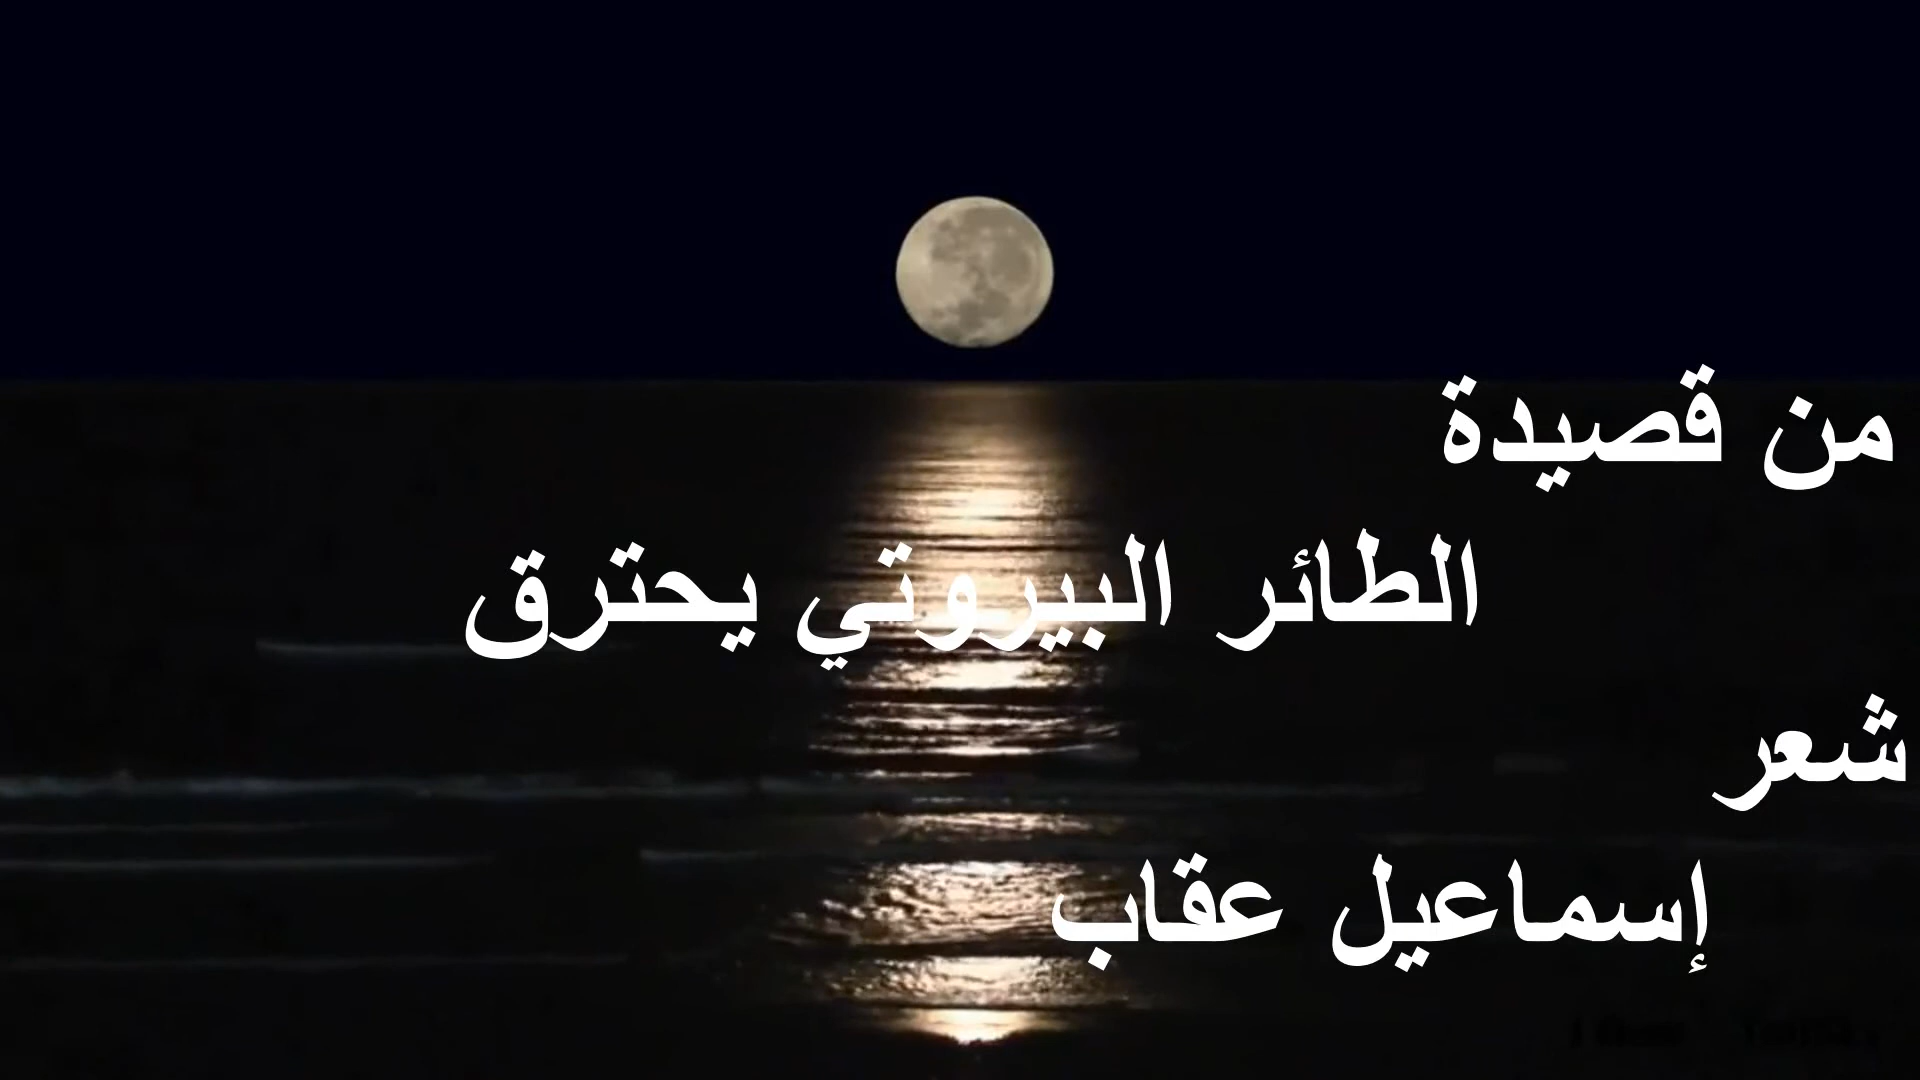 من قصيدة
الطائر البيروتي يحترق
شعر
إسماعيل عقاب